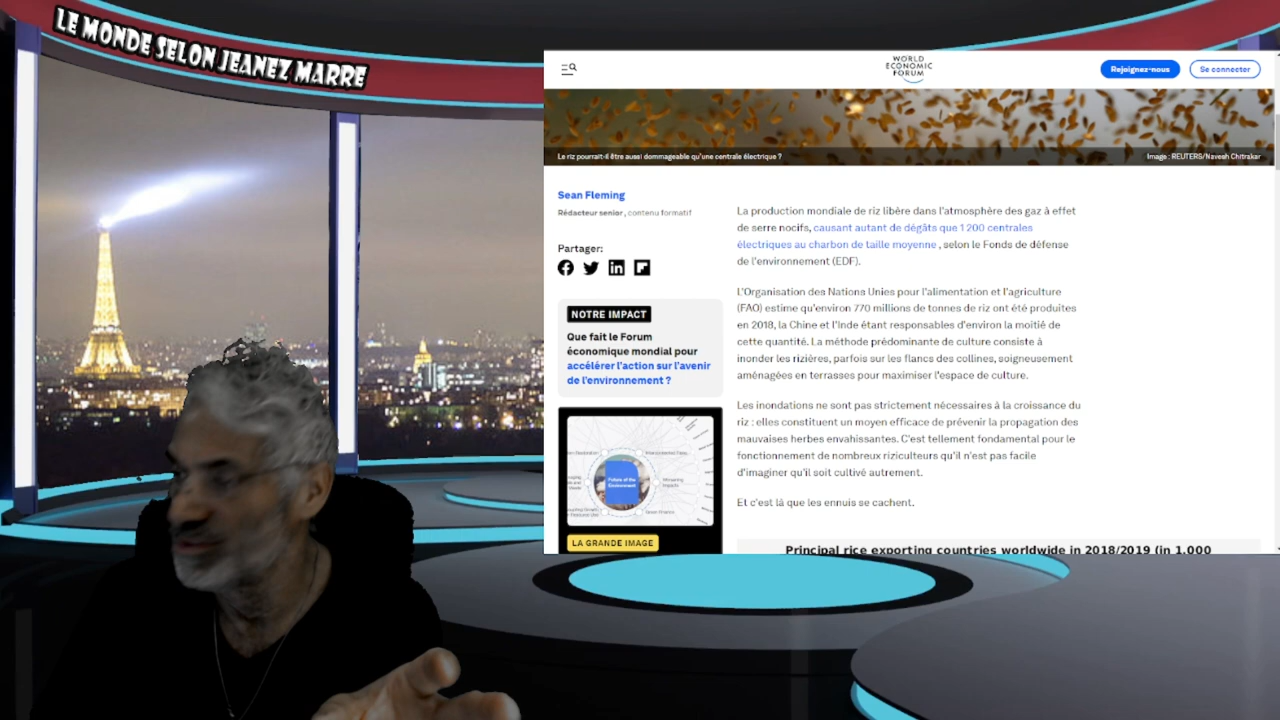 LE MONDE SELON JEANEZ MARRE
WORLD
ECONOMIC
FORUM
Rejoignez-nous
Se connecter
Le riz pourrait-il être aussi dommageable qu'une centrale électrique ?
Image : REUTERS/Navesh Chitrakar
Sean Fleming
Rédacteur senior , contenu formatif
Partager:
NOTRE IMPACT
Que fait le Forum
économique mondial pour
accélérer l'action sur l'avenir
de l'environnement ?
Future of the
Environment
LA GRANDE IMAGE
La production mondiale de riz libère dans l'atmosphère des gaz à effet
de serre nocifs, causant autant de dégâts que 1 200 centrales
électriques au charbon de taille moyenne , selon le Fonds de défense
de l'environnement (EDF).
L'Organisation des Nations Unies pour l'alimentation et l'agriculture
(FAO) estime qu'environ 770 millions de tonnes de riz ont été produites
en 2018, la Chine et l'Inde étant responsables d'environ la moitié de
cette quantité. La méthode prédominante de culture consiste à
inonder les rizières, parfois sur les flancs des collines, soigneusement
aménagées en terrasses pour maximiser l'espace de culture.
Les inondations ne sont pas strictement nécessaires à la croissance du
riz : elles constituent un moyen efficace de prévenir la propagation des
mauvaises herbes envahissantes. C'est tellement fondamental pour le
fonctionnement de nombreux riziculteurs qu'il n'est pas facile
d'imaginer qu'il soit cultivé autrement.
Et c'est là que les ennuis se cachent.
Principal rice exporting countries worldwide in 2018/2019 (in 1,000